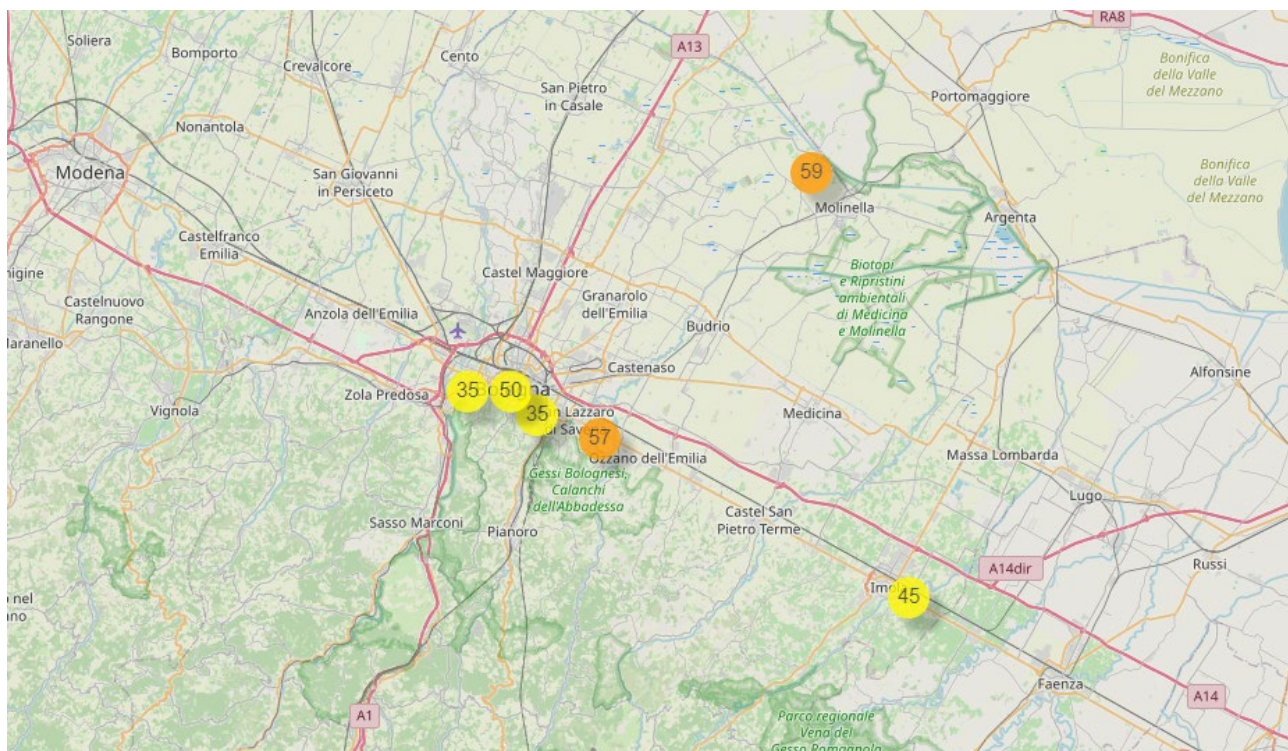 RA8
Soliera
Bomporto
Crevalcore
Cento
A13
Bonifica
della Valle
del Mezzano
San Pietro
in Casale
Portomaggiore
Nonantola
Modena
San Giovanni
in Persiceto
59
Bonifica
della Valle
del Mezzano
Molinella
Argenta
Castelfranco
Emilia
Castel Maggiore
Biotopi
e Ripristini
ambientali
di Medicina
e Molinella
Castelnuovo
Rangone
Granarolo
dell'Emilia
Anzola dell'Emilia
Budrio
Castenaso
Alfonsine
Zola Predosa
35
50
35
Vignola
Medicina
57
Ozzano dell'Emilia
Massa Lombarda
Gessi Bolognesi,
Calanchi
dell'Abbadessa
Lugo
Sasso Marconi
Pianoro
Castel San
Pietro Terme
A14dir
Russi
45
Faenza
A1
A14
Parco regionale
Vena del
Gesso Romagnola